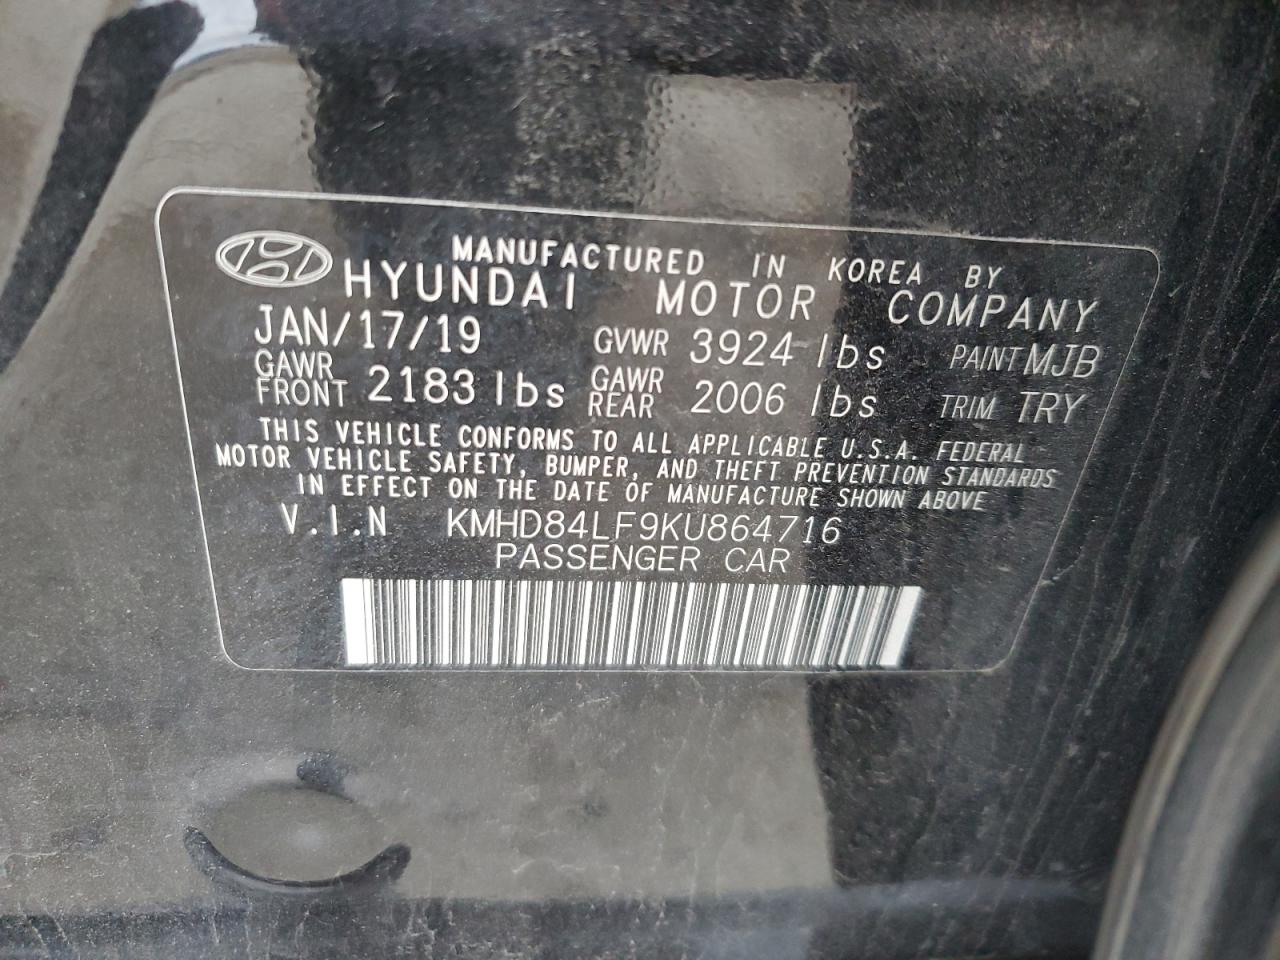 MANUFACTURED IN KOREA BY
HYUNDAI MOTOR COMPANY
JAN/17/19 GVWR 3924 lbs PAINT MJB
GAWR FRONT 2183 lbs GAWR REAR 2006 lbs TRIM TRY
THIS VEHICLE CONFORMS TO ALL APPLICABLE U.S.A. FEDERAL
MOTOR VEHICLE SAFETY, BUMPER, AND THEFT PREVENTION STANDARDS
IN EFFECT ON THE DATE OF MANUFACTURE SHOWN ABOVE
V.I.N KMHD84LF9KU864716
PASSENGER CAR